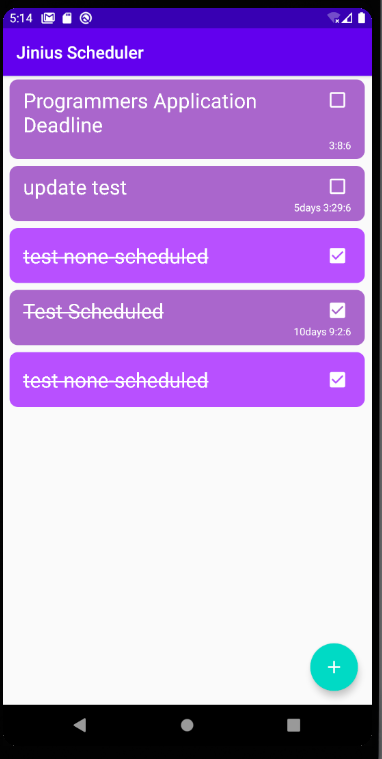 5:14
Jinius Scheduler
Programmers Application
Deadline
3:8:6
update test
5days 3:29:6
test none-scheduled
Test Scheduled
10days 9:2:6
test none-scheduled